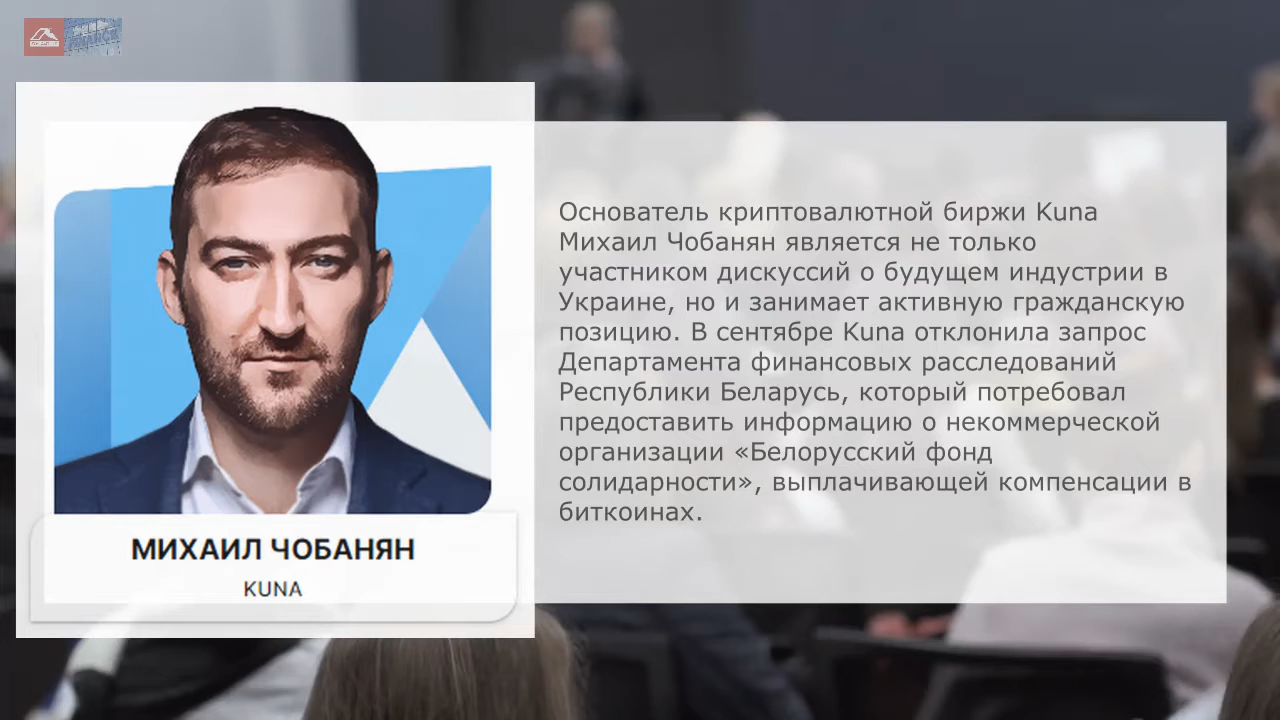 МИХАИЛ ЧОБАНЯН
KUNA
Основатель криптовалютной биржи Kuna
Михаил Чобанян является не только
участником дискуссий о будущем индустрии в
Украине, но и занимает активную гражданскую
позицию. В сентябре Kuna отклонила запрос
Департамента финансовых расследований
Республики Беларусь, который потребовал
предоставить информацию о некоммерческой
организации «Белорусский фонд
солидарности», выплачивающей компенсации в
биткоинах.